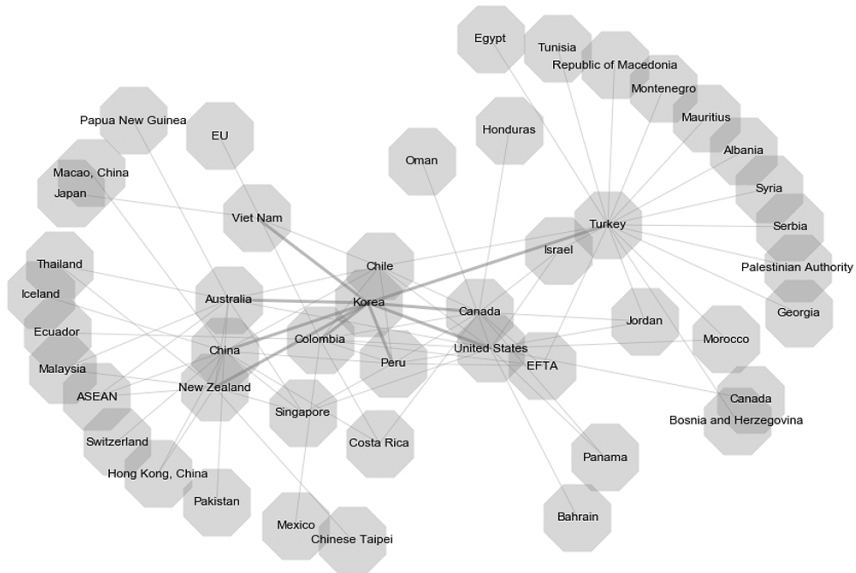 Egypt
Tunisia
Republic of Macedonia
Montenegro
Papua New Guinea
Mauritius
EU
Honduras
Albania
Oman
Macao, China
Syria
Japan
Viet Nam
Turkey
Serbia
Israel
Thailand
Chile
Palestinian Authority
Iceland
Australia
Korea
Canada
Georgia
Jordan
Ecuador
Colombia
Morocco
China
United States
Peru
EFTA
Malaysia
New Zealand
ASEAN
Canada
Singapore
Bosnia and Herzegovina
Switzerland
Costa Rica
Panama
Hong Kong, China
Pakistan
Bahrain
Mexico
Chinese Taipei